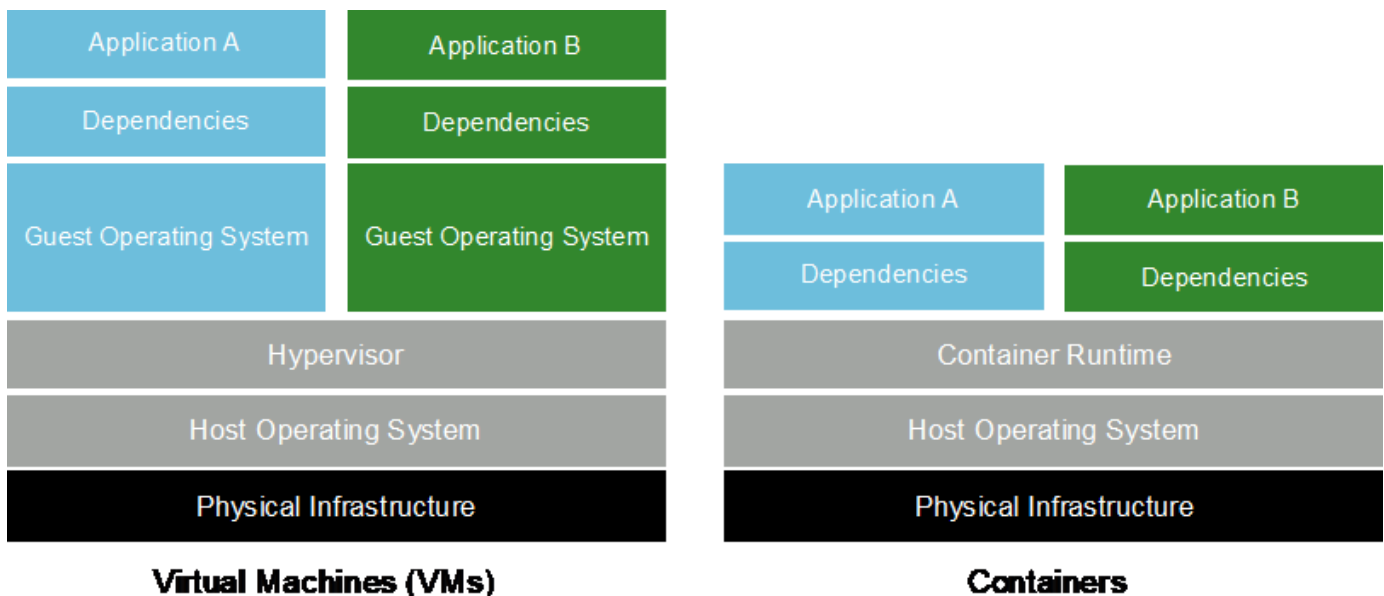 Application A
Application B
Dependencies
Dependencies
Guest Operating System
Guest Operating System
Hypervisor
Host Operating System
Physical Infrastructure
Virtual Machines (VMs)
Application A
Application B
Dependencies
Dependencies
Container Runtime
Host Operating System
Physical Infrastructure
Containers